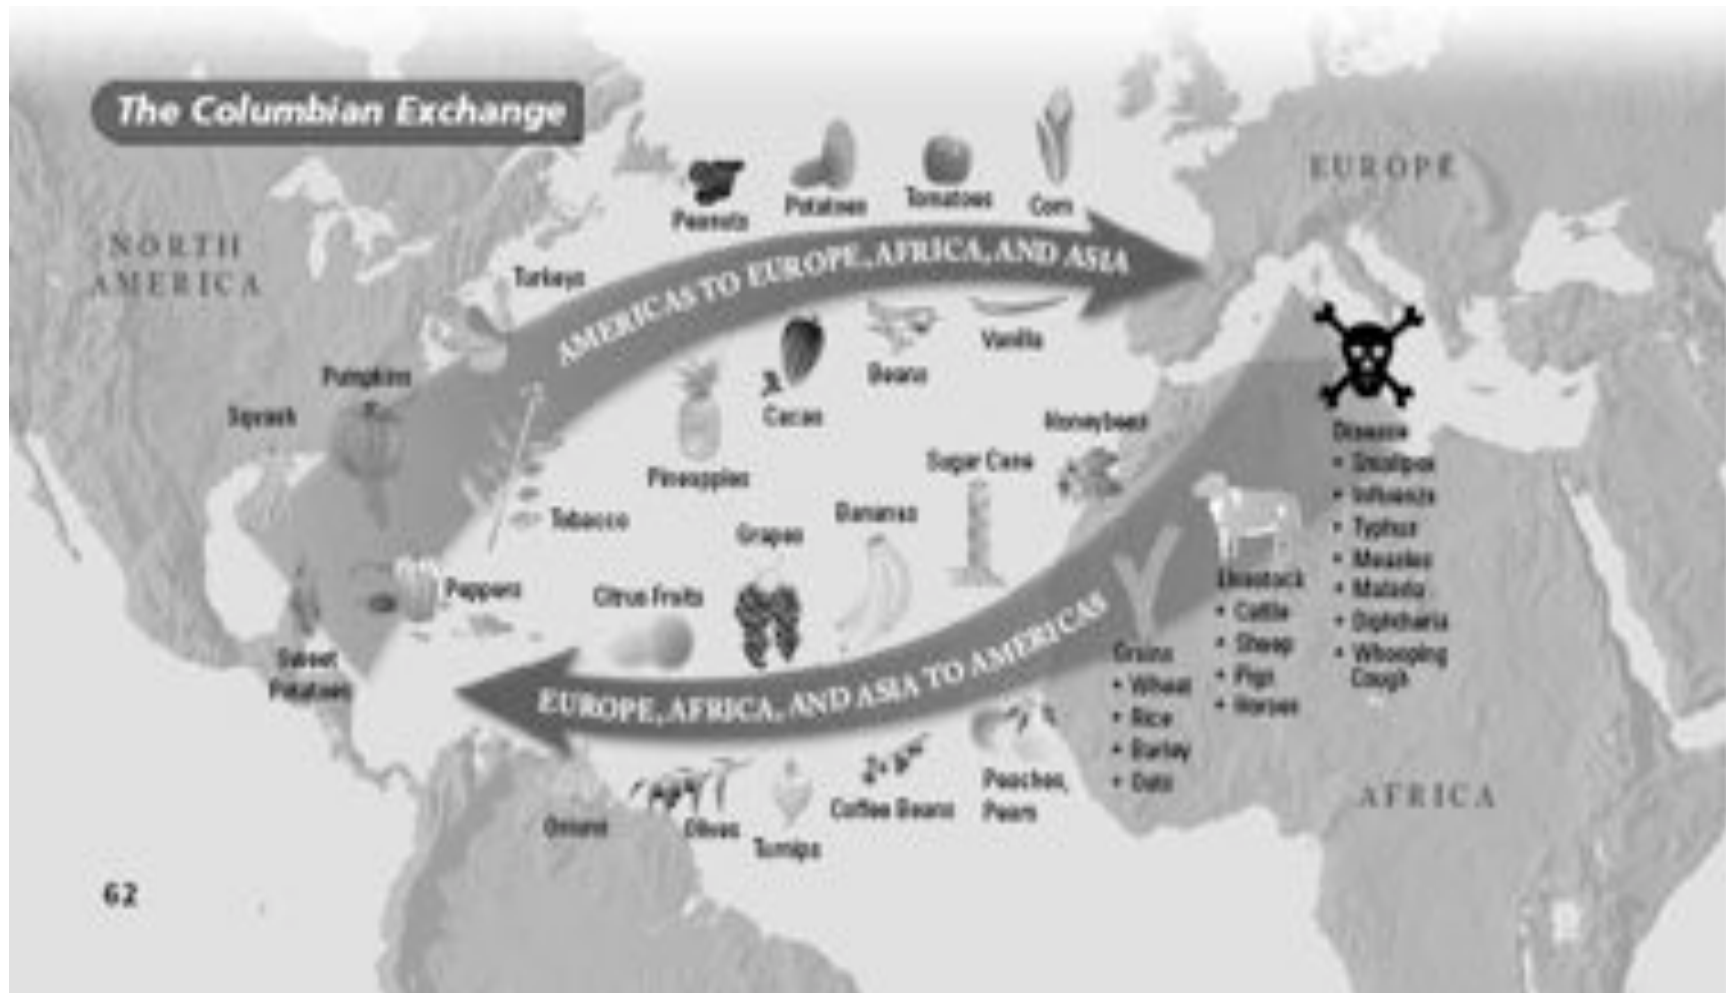 The Columbian Exchange
NORTH
AMERICA
EUROPE
AFRICA
Peanuts
Potatoes
Tomatoes
Corn
AMERICAS TO EUROPE, AFRICA, AND ASIA
Turkeys
Pumpkins
Squash
Pineapples
Cacao
Beans
Vanilla
Tobacco
Peppers
Sweet
Potatoes
Citrus Fruits
Grapes
Bananas
Sugar Cane
Honeybees
EUROPE, AFRICA, AND ASIA TO AMERICAS
Onions
Olives
Turnips
Coffee Beans
Peaches,
Pears
Grains
• Wheat
• Rice
• Barley
• Oats
Livestock
• Cattle
• Sheep
• Pigs
• Horses
Disease
• Smallpox
• Influenza
• Typhus
• Measles
• Malaria
• Diphtheria
• Whooping
Cough
62